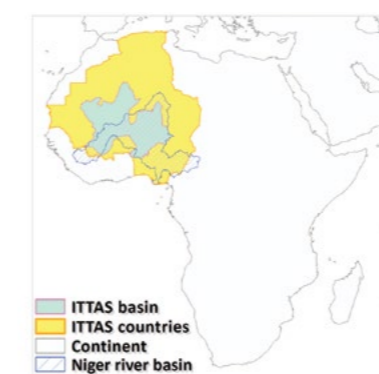 ITTAS basin
ITTAS countries
Continent
Niger river basin